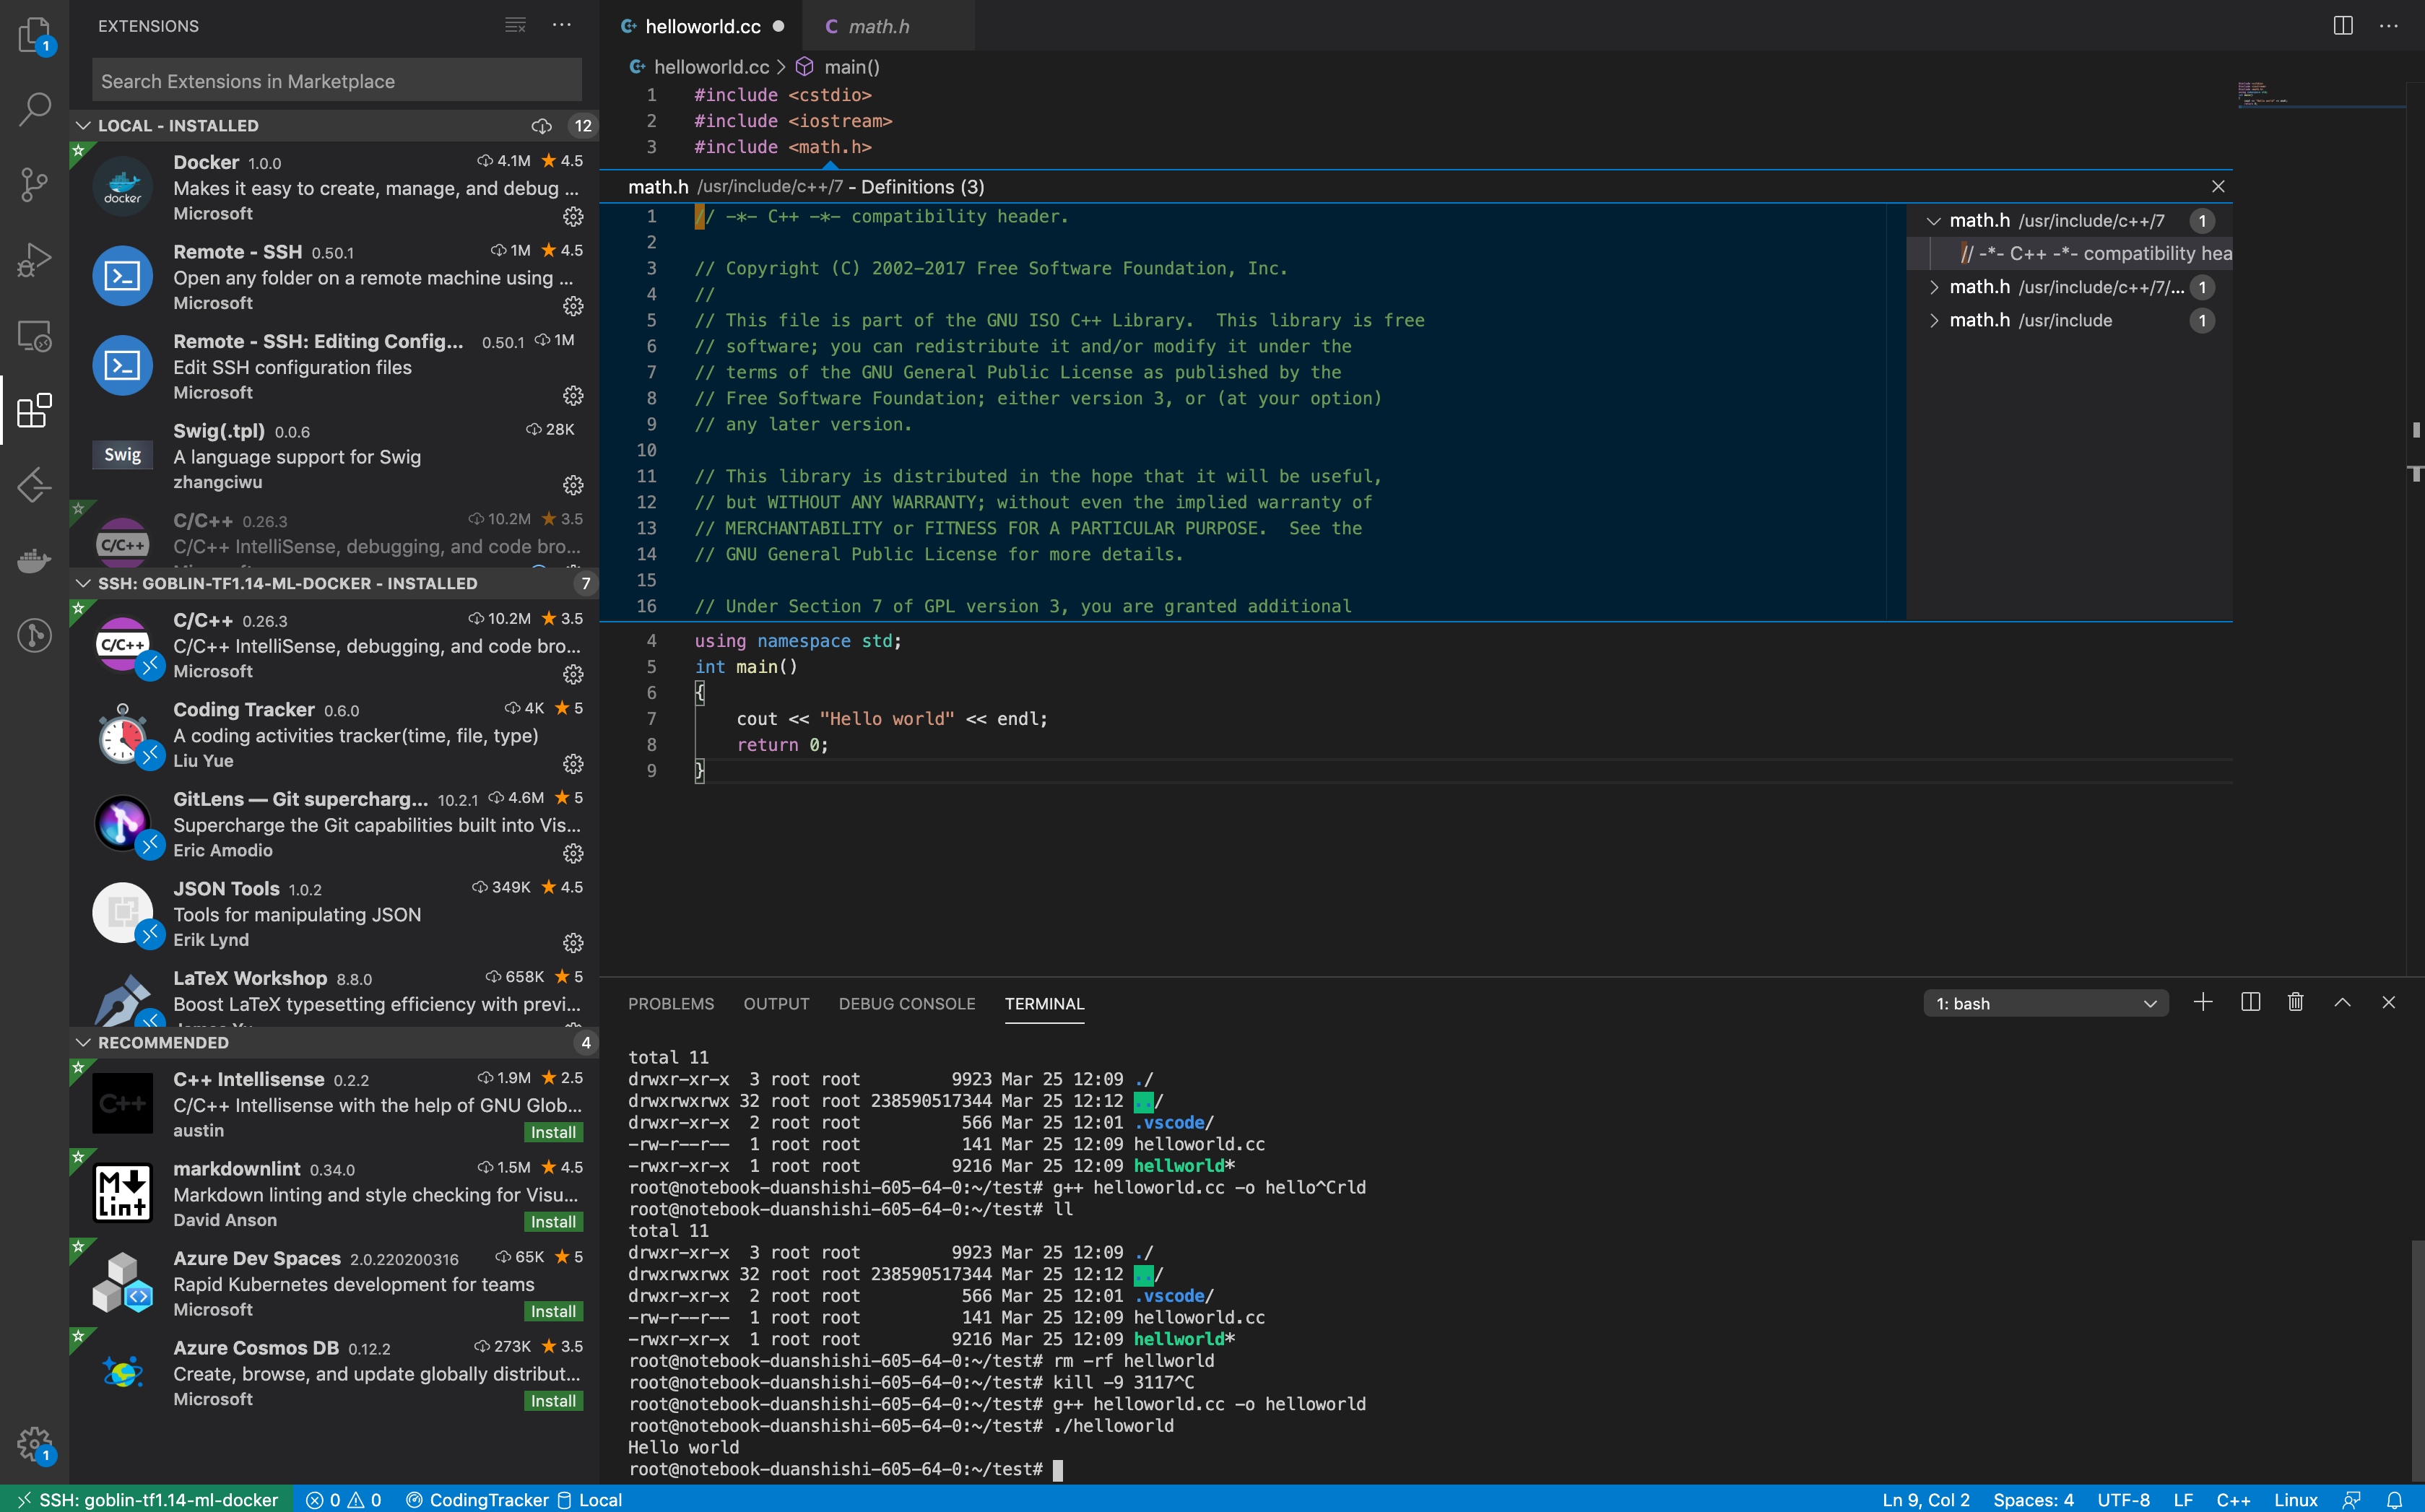 EXTENSIONS
Search Extensions in Marketplace
LOCAL - INSTALLED 12
Docker 1.0.0 4.1M 4.5
Makes it easy to create, manage, and debug ...
Microsoft
docker
Remote - SSH 0.50.1 1M 4.5
Open any folder on a remote machine using ...
Microsoft
Remote - SSH: Editing Config... 0.50.1 1M
Edit SSH configuration files
Microsoft
Swig(.tpl) 0.0.6 28K
A language support for Swig
zhangciwu
Swig
C/C++ 0.26.3 10.2M 3.5
C/C++ IntelliSense, debugging, and code bro...
C/C++
SSH: GOBLIN-TF1.14-ML-DOCKER - INSTALLED 7
C/C++ 0.26.3 10.2M 3.5
C/C++ IntelliSense, debugging, and code bro...
Microsoft
C/C++
Coding Tracker 0.6.0 4K 5
A coding activities tracker(time, file, type)
Liu Yue
GitLens — Git supercharg... 10.2.1 4.6M 5
Supercharge the Git capabilities built into Vis...
Eric Amodio
JSON Tools 1.0.2 349K 4.5
Tools for manipulating JSON
Erik Lynd
LaTeX Workshop 8.8.0 658K 5
Boost LaTeX typesetting efficiency with previ...
RECOMMENDED 4
C++ Intellisense 0.2.2 1.9M 2.5
C/C++ Intellisense with the help of GNU Glob...
austin Install
C++
markdownlint 0.34.0 1.5M 4.5
Markdown linting and style checking for Visu...
David Anson Install
M
Lint
Azure Dev Spaces 2.0.220200316 65K 5
Rapid Kubernetes development for teams
Microsoft Install
Azure Cosmos DB 0.12.2 273K 3.5
Create, browse, and update globally distribut...
Microsoft Install
1
1
helloworld.cc
C math.h
helloworld.cc > main()
1 #include <cstdio>
2 #include <iostream>
3 #include <math.h>
math.h /usr/include/c++/7 - Definitions (3)
1 // -*- C++ -*- compatibility header.
2
3 // Copyright (C) 2002-2017 Free Software Foundation, Inc.
4 //
5 // This file is part of the GNU ISO C++ Library.  This library is free
6 // software; you can redistribute it and/or modify it under the
7 // terms of the GNU General Public License as published by the
8 // Free Software Foundation; either version 3, or (at your option)
9 // any later version.
10
11 // This library is distributed in the hope that it will be useful,
12 // but WITHOUT ANY WARRANTY; without even the implied warranty of
13 // MERCHANTABILITY or FITNESS FOR A PARTICULAR PURPOSE.  See the
14 // GNU General Public License for more details.
15
16 // Under Section 7 of GPL version 3, you are granted additional
math.h /usr/include/c++/7 1
// -*- C++ -*- compatibility hea
math.h /usr/include/c++/7/... 1
math.h /usr/include 1
4 using namespace std;
5 int main()
6 {
7     cout << "Hello world" << endl;
8     return 0;
9 }
PROBLEMS OUTPUT DEBUG CONSOLE TERMINAL 1: bash
total 11
drwxr-xr-x  3 root root         9923 Mar 25 12:09 ./
drwxrwxrwx 32 root root 238590517344 Mar 25 12:12 ../
drwxr-xr-x  2 root root          566 Mar 25 12:01 .vscode/
-rw-r--r--  1 root root          141 Mar 25 12:09 helloworld.cc
-rwxr-xr-x  1 root root         9216 Mar 25 12:09 hellworld*
root@notebook-duanshishi-605-64-0:~/test# g++ helloworld.cc -o hello^Crld
root@notebook-duanshishi-605-64-0:~/test# ll
total 11
drwxr-xr-x  3 root root         9923 Mar 25 12:09 ./
drwxrwxrwx 32 root root 238590517344 Mar 25 12:12 ../
drwxr-xr-x  2 root root          566 Mar 25 12:01 .vscode/
-rw-r--r--  1 root root          141 Mar 25 12:09 helloworld.cc
-rwxr-xr-x  1 root root         9216 Mar 25 12:09 hellworld*
root@notebook-duanshishi-605-64-0:~/test# rm -rf hellworld
root@notebook-duanshishi-605-64-0:~/test# kill -9 3117^C
root@notebook-duanshishi-605-64-0:~/test# g++ helloworld.cc -o helloworld
root@notebook-duanshishi-605-64-0:~/test# ./helloworld
Hello world
root@notebook-duanshishi-605-64-0:~/test#
SSH: goblin-tf1.14-ml-docker 0 0 CodingTracker Local Ln 9, Col 2 Spaces: 4 UTF-8 LF C++ Linux